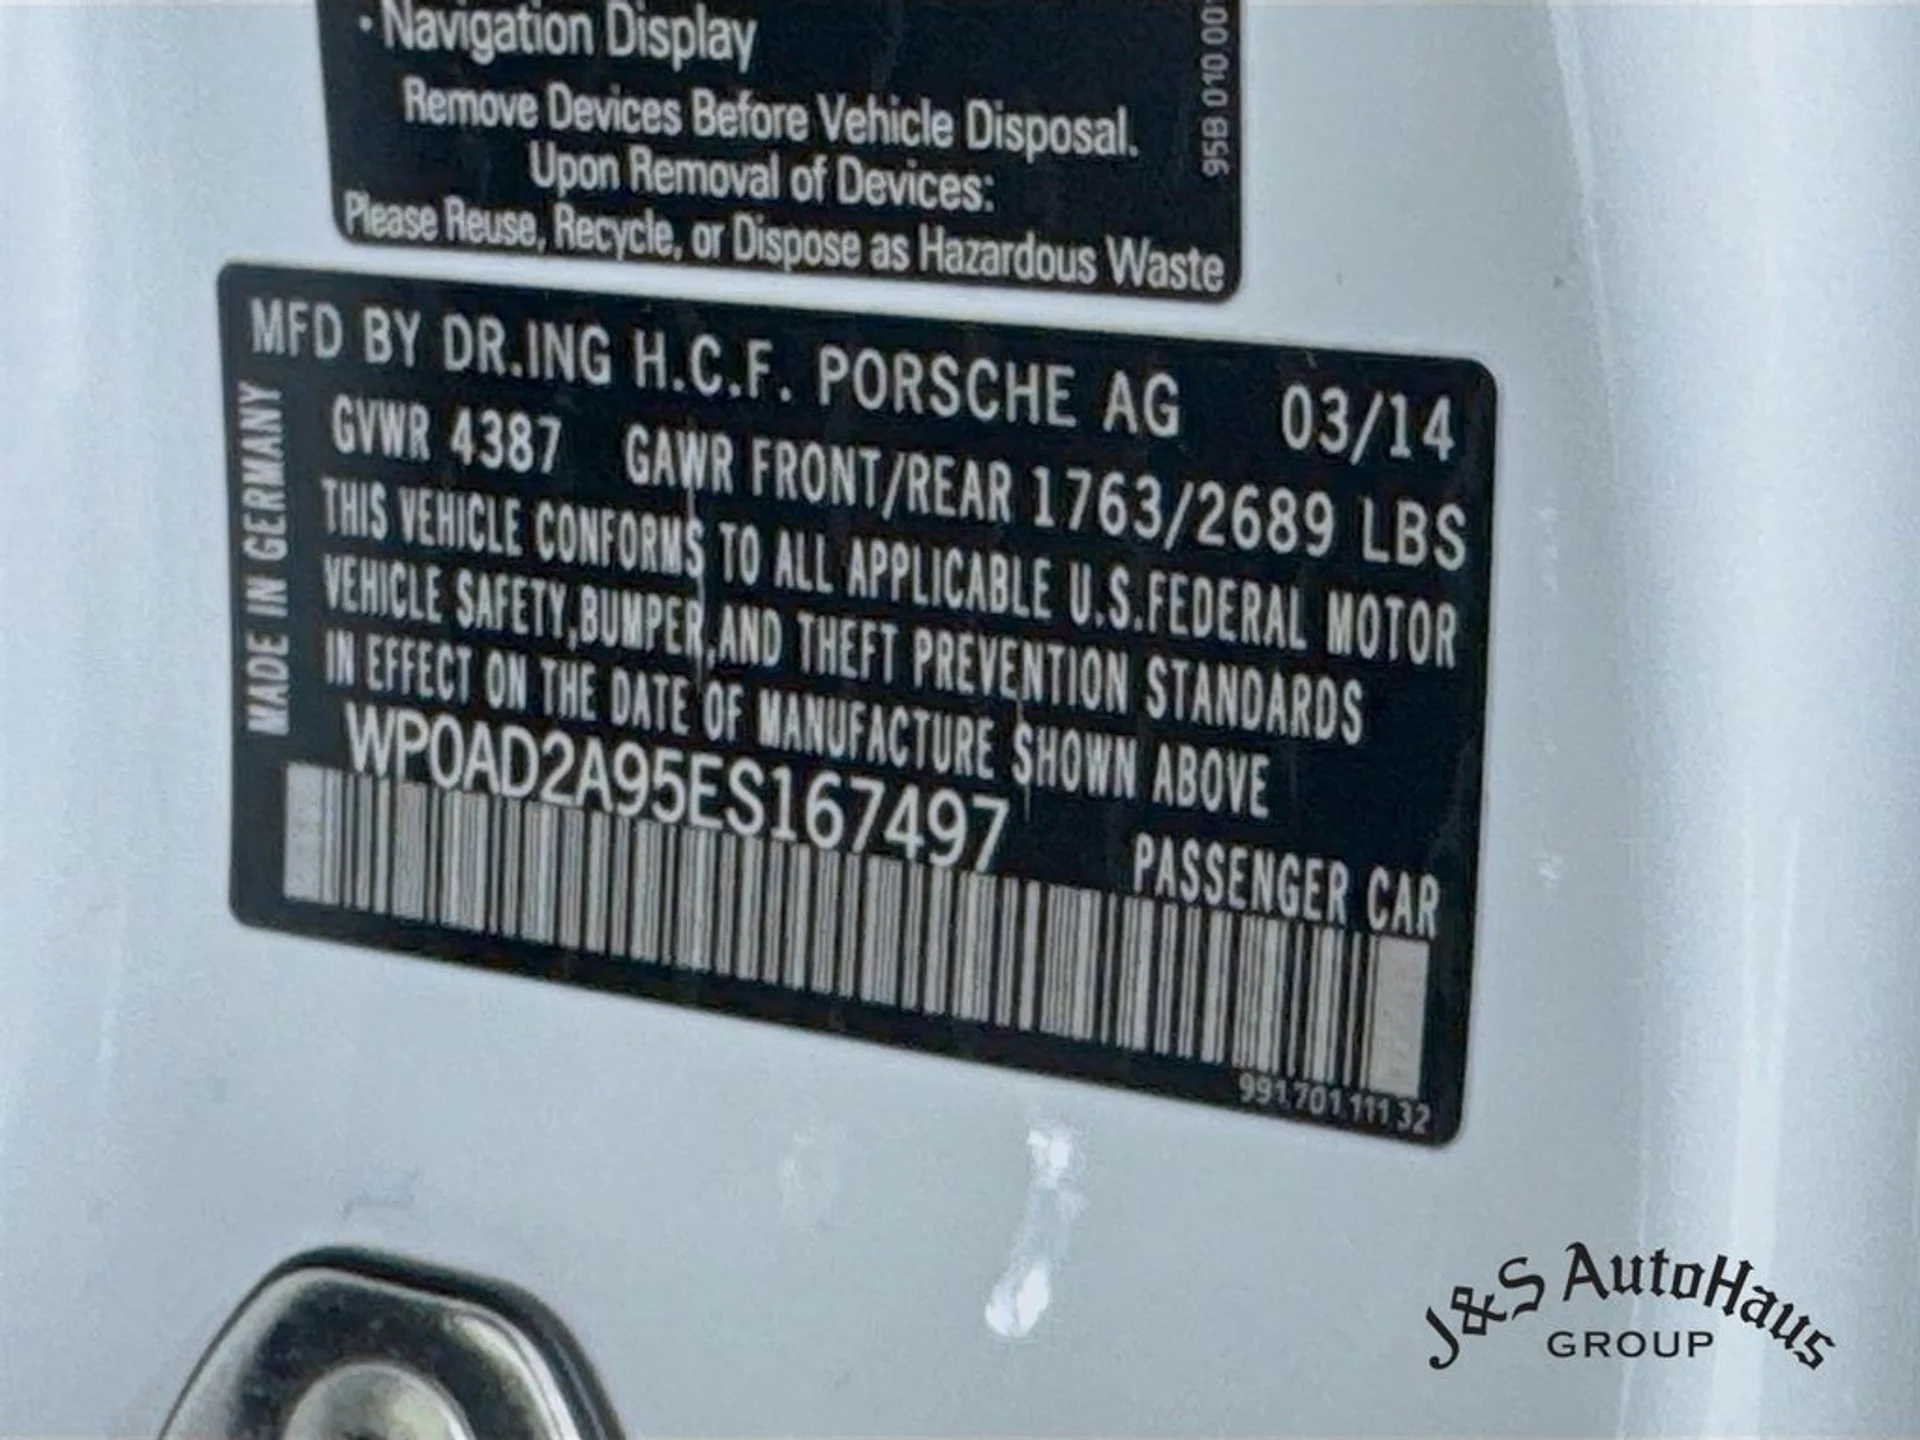 • Navigation Display
Remove Devices Before Vehicle Disposal.
Upon Removal of Devices:
Please Reuse, Recycle, or Dispose as Hazardous Waste
95B 010 001
MFD BY DR.ING H.C.F. PORSCHE AG 03/14
GVWR 4387 GAWR FRONT/REAR 1763/2689 LBS
THIS VEHICLE CONFORMS TO ALL APPLICABLE U.S.FEDERAL MOTOR
VEHICLE SAFETY,BUMPER,AND THEFT PREVENTION STANDARDS
IN EFFECT ON THE DATE OF MANUFACTURE SHOWN ABOVE
WP0AD2A95ES167497
PASSENGER CAR
MADE IN GERMANY
991.701.111.32
J&S AutoHaus
GROUP